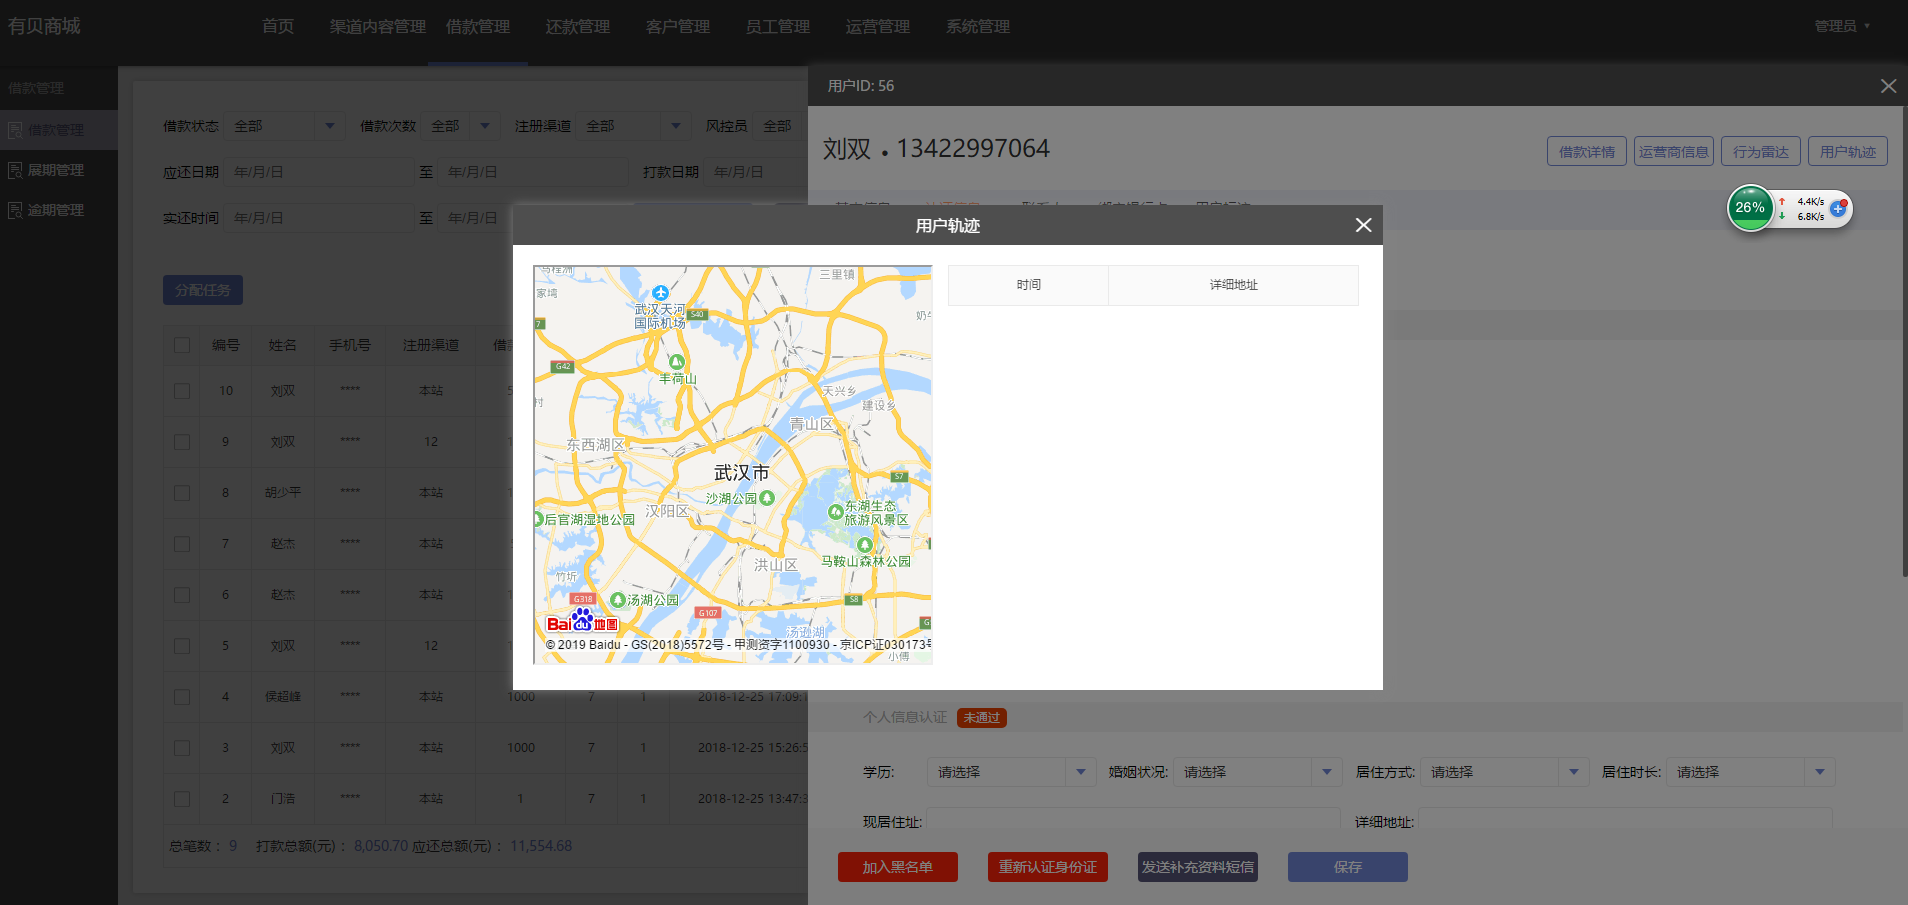 有贝商城
首页 渠道内容管理 借款管理 还款管理 客户管理 员工管理 运营管理 系统管理
管理员
借款管理
借款管理
展期管理
逾期管理
借款状态 全部 借款次数 全部 注册渠道 全部 风控员 全部
应还日期 年/月/日 至 年/月/日 打款日期 年/月/日
实还时间 年/月/日 至 年/月/日
分配任务
编号 姓名 手机号 注册渠道
10 刘双 **** 本站
9 刘双 **** 12
8 胡少平 **** 本站
7 赵杰 **** 本站
6 赵杰 **** 本站
5 刘双 **** 12
4 侯超峰 **** 本站 1000 7 1 2018-12-25 17:09:1
3 刘双 **** 本站 1000 7 1 2018-12-25 15:26:5
2 门浩 **** 本站 1 7 1 2018-12-25 13:47:3
总笔数： 9 打款总额(元)： 8,050.70 应还总额(元)： 11,554.68
用户ID: 56
刘双 • 13422997064
借款详情 运营商信息 行为雷达 用户轨迹
26%
4.4K/s
6.8K/s
用户轨迹
时间 详细地址
三里镇
家塆
武汉天河
国际机场
S40
7
G42
丰荷山
村
天兴乡
建设乡
青山区
东西湖区
武汉市
S7
沙湖公园
汉阳区
东湖生态
旅游风景区
后官湖湿地公园
马鞍山森林公园
洪山区
竹圻
G318
汤湖公园
S8
G107
Bai du 地图
汤逊湖
© 2019 Baidu - GS(2018)5572号 - 甲测资字1100930 - 京ICP证030173号
小傅
个人信息认证 未通过
学历: 请选择 婚姻状况: 请选择 居住方式: 请选择 居住时长: 请选择
现居住址: 详细地址:
加入黑名单 重新认证身份证 发送补充资料短信 保存